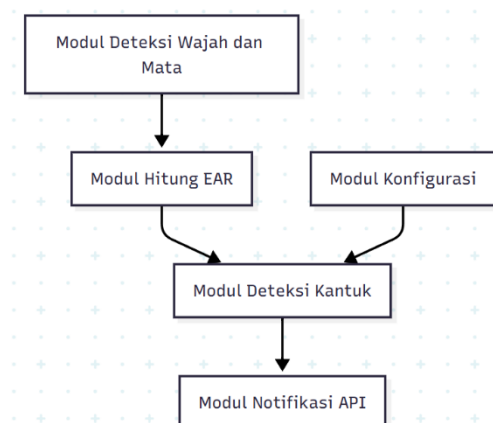 Modul Deteksi Wajah dan
Mata
Modul Hitung EAR
Modul Konfigurasi
Modul Deteksi Kantuk
Modul Notifikasi API